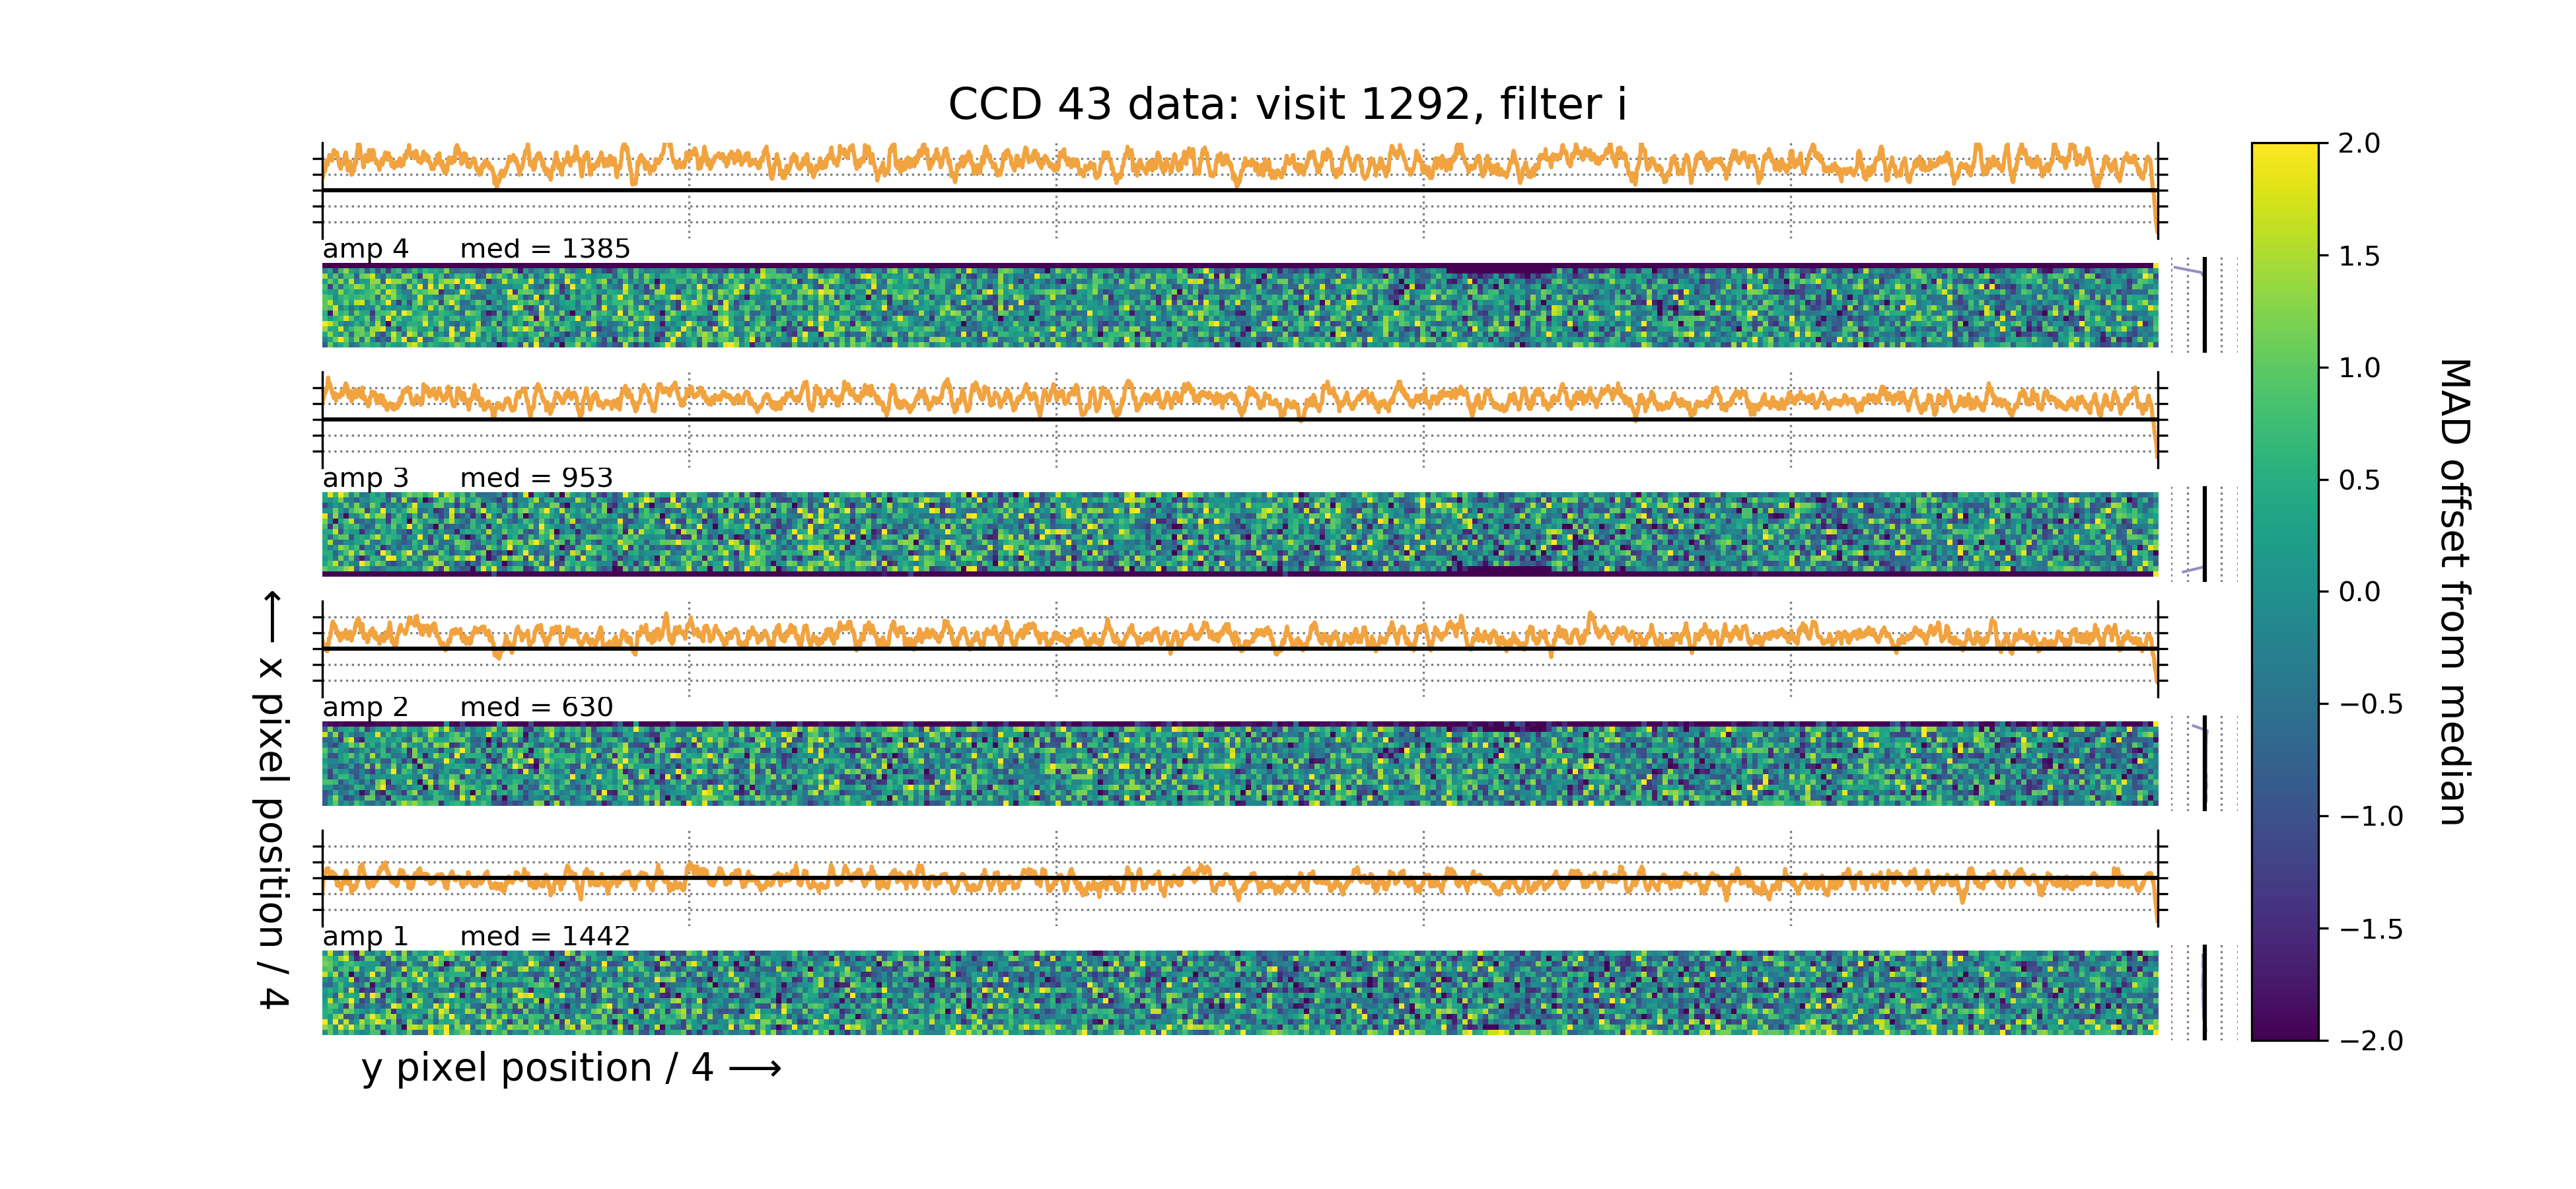 CCD 43 data: visit 1292, filter i
amp 4 med = 1385
amp 3 med = 953
amp 2 med = 630
amp 1 med = 1442
⟵ x pixel position / 4
y pixel position / 4 ⟶
2.0
1.5
1.0
0.5
0.0
−0.5
−1.0
−1.5
−2.0
MAD offset from median